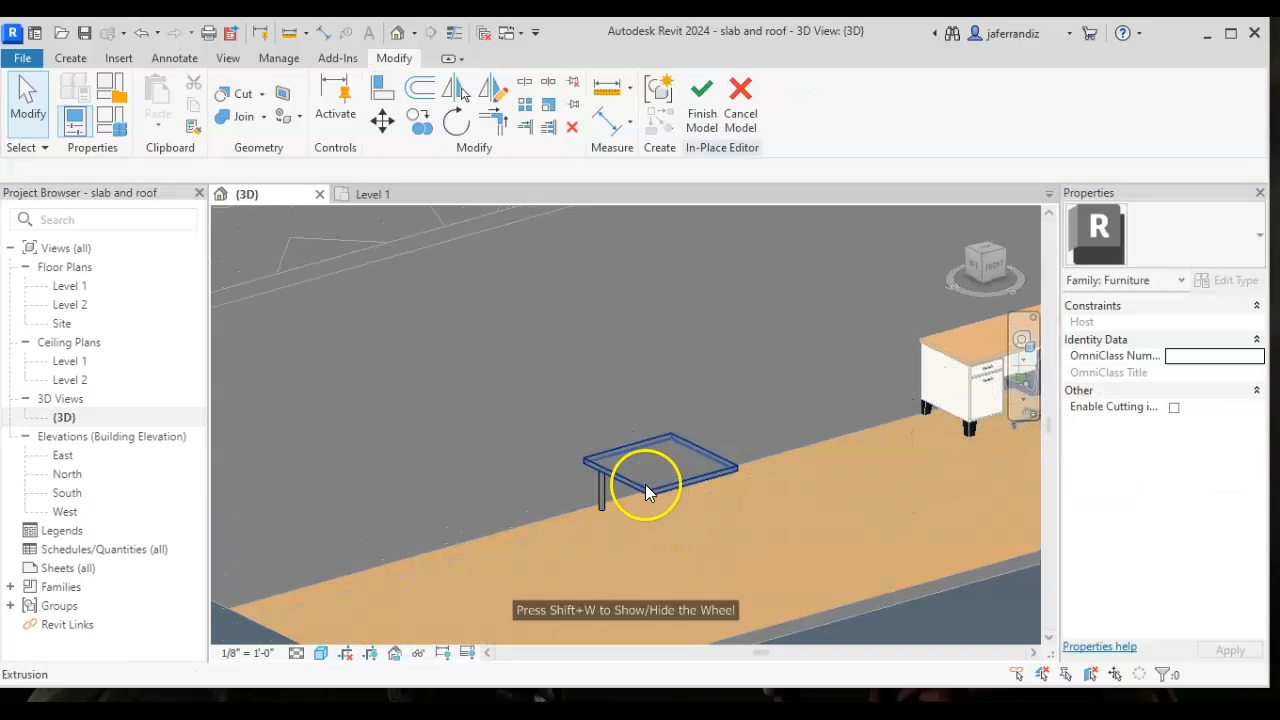 Autodesk Revit 2024 - slab and roof - 3D View: {3D}
jaferrandiz
File
Create
Insert
Annotate
View
Manage
Add-Ins
Modify
Modify
Paste
Cut
Join
Activate
Create
Finish
Model
Cancel
Model
Select
Properties
Clipboard
Geometry
Controls
Modify
Measure
Create
In-Place Editor
Project Browser - slab and roof
{3D}
Level 1
Properties
Search
Views (all)
Floor Plans
Level 1
Level 2
Site
Ceiling Plans
Level 1
Level 2
3D Views
{3D}
Elevations (Building Elevation)
East
North
South
West
Legends
Schedules/Quantities (all)
Sheets (all)
Families
Groups
Revit Links
FRONT
R
Family: Furniture
Edit Type
Constraints
Host
Identity Data
OmniClass Num...
OmniClass Title
Other
Enable Cutting i...
Press Shift+W to Show/Hide the Wheel
Properties help
Apply
1/8" = 1'-0"
Extrusion
:0